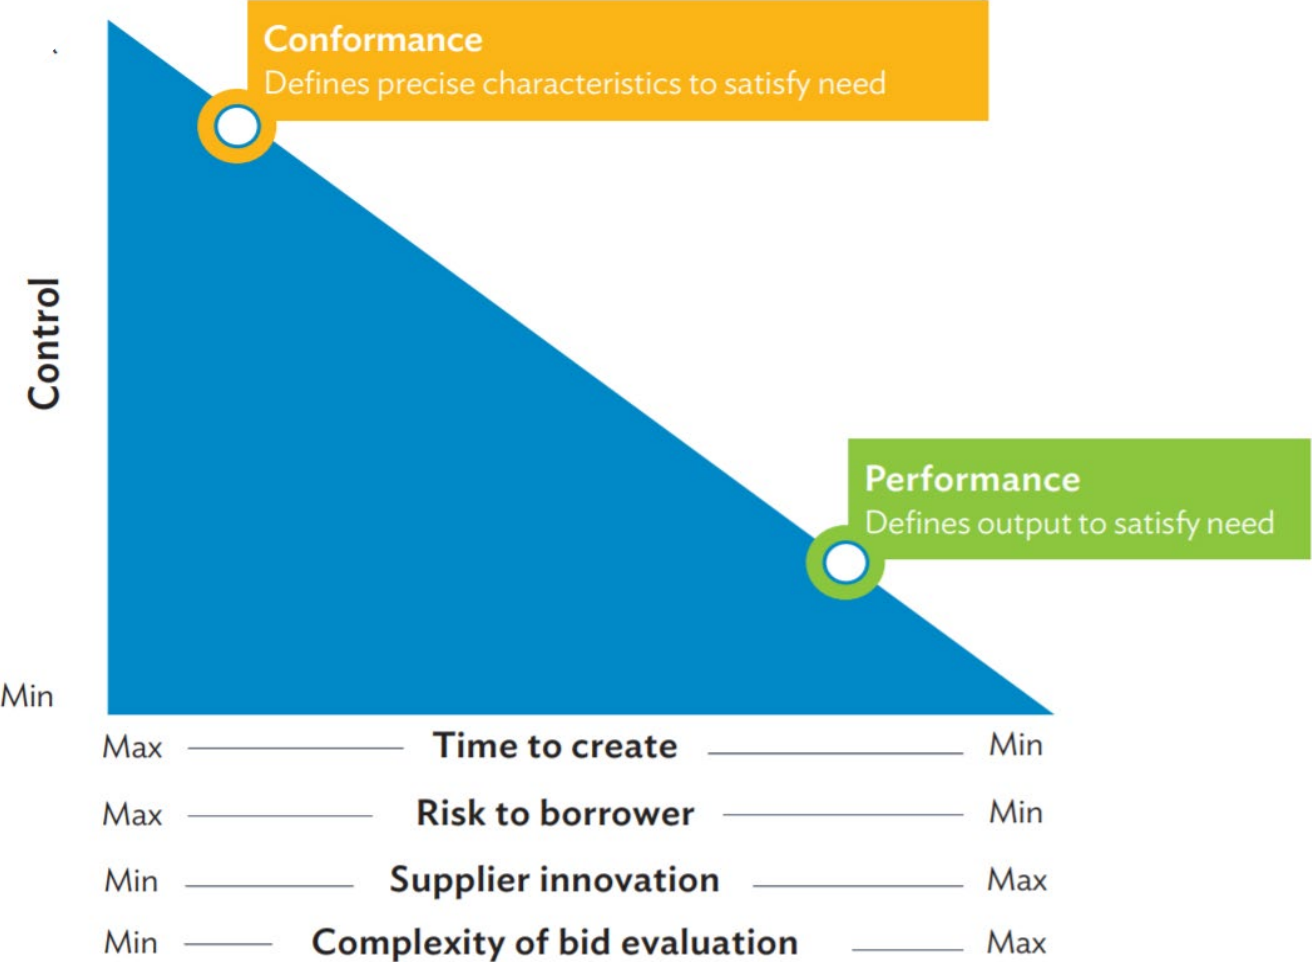 Conformance
Defines precise characteristics to satisfy need
Control
Performance
Defines output to satisfy need
Min
Max Time to create Min
Max Risk to borrower Min
Min Supplier innovation Max
Min Complexity of bid evaluation Max